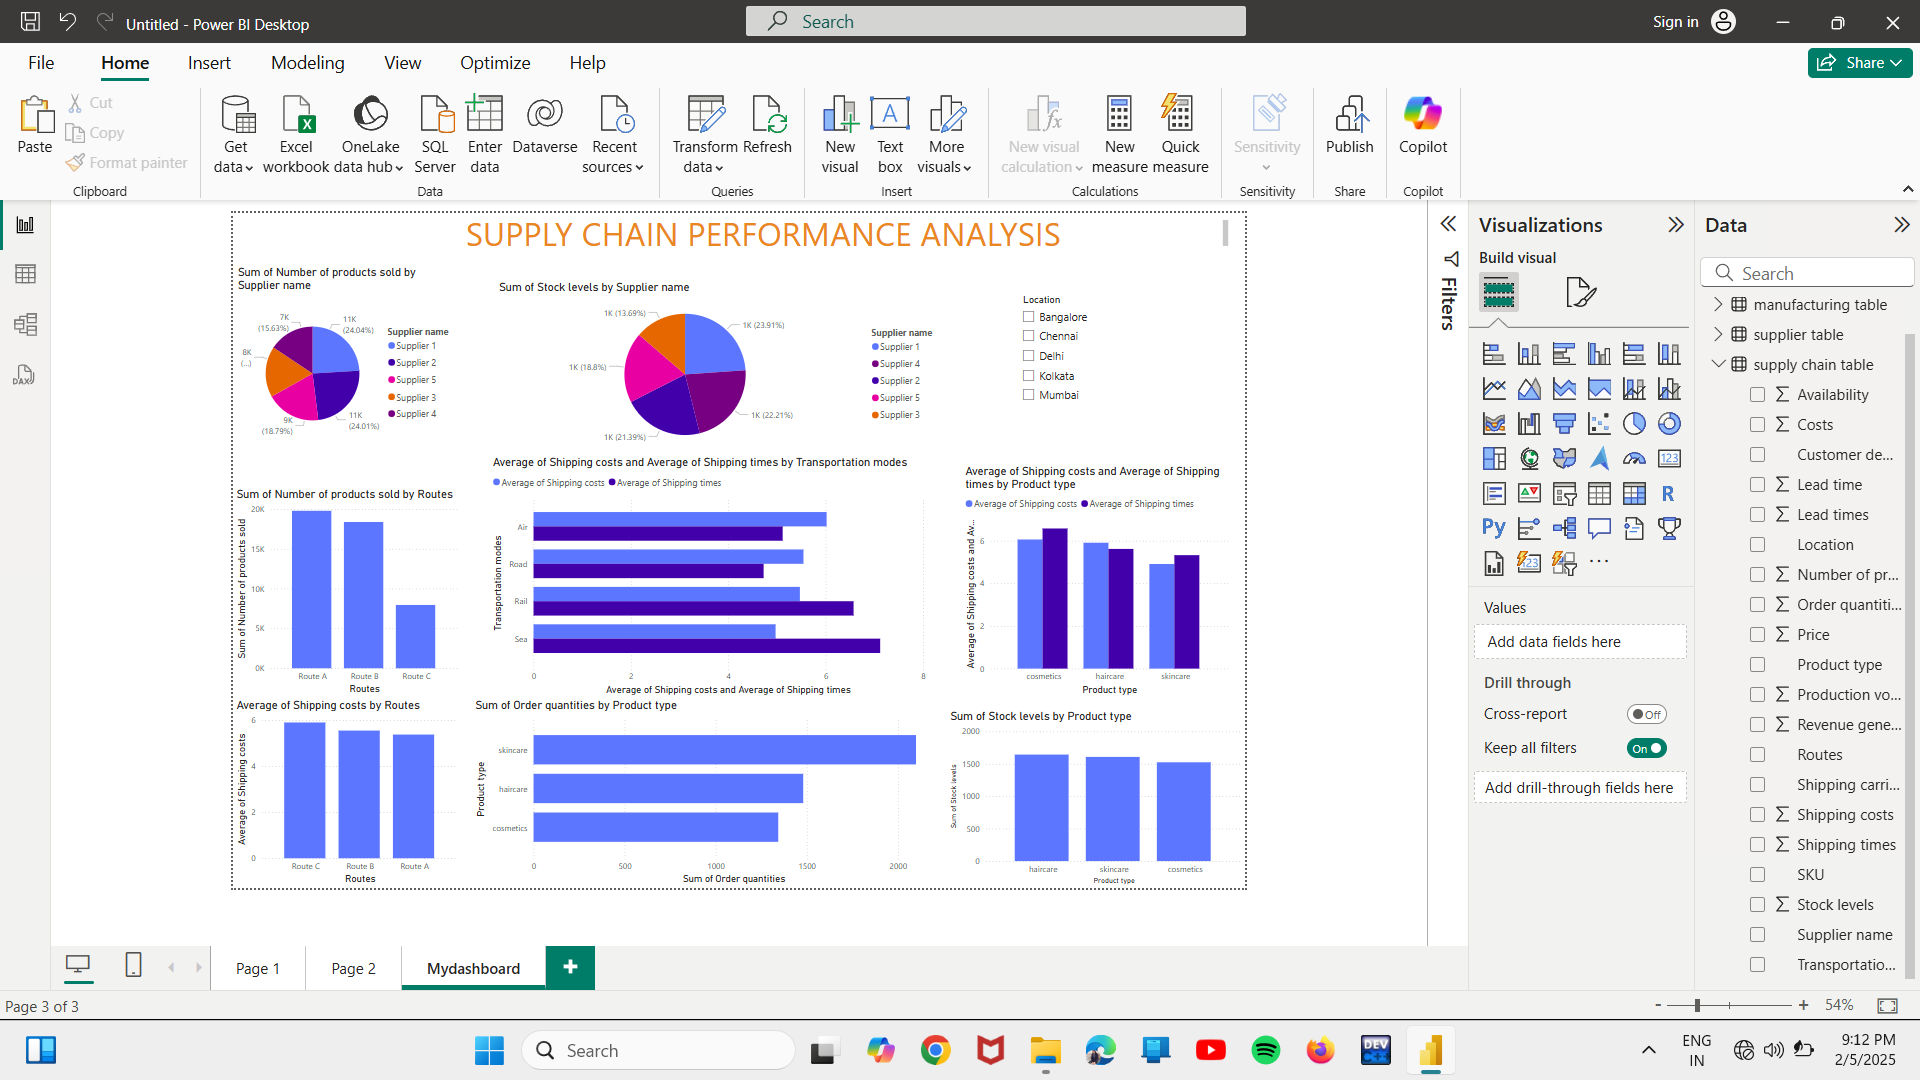 Untitled - Power BI Desktop
Search
Sign in
File
Home
Insert
Modeling
View
Optimize
Help
Share
Paste
Cut
Copy
Format painter
Clipboard
Get data
Excel workbook
OneLake data hub
SQL Server
Enter data
Dataverse
Recent sources
Data
Transform data
Refresh
Queries
New visual
Text box
More visuals
Insert
New visual calculation
New measure
Quick measure
Calculations
Sensitivity
Sensitivity
Publish
Share
Copilot
Copilot
SUPPLY CHAIN PERFORMANCE ANALYSIS
Sum of Number of products sold by
Supplier name
7K
(15.63%)
11K
(24.04%)
8K
(...)
9K
(18.79%)
11K
(24.01%)
Supplier name
Supplier 1
Supplier 2
Supplier 5
Supplier 3
Supplier 4
Sum of Stock levels by Supplier name
1K (13.69%)
1K (23.91%)
1K (18.8%)
1K (22.21%)
1K (21.39%)
Supplier name
Supplier 1
Supplier 4
Supplier 2
Supplier 5
Supplier 3
Location
Bangalore
Chennai
Delhi
Kolkata
Mumbai
Sum of Number of products sold by Routes
Sum of Number of products sold
20K
15K
10K
5K
0K
Route A
Route B
Route C
Routes
Average of Shipping costs and Average of Shipping times by Transportation modes
Average of Shipping costs
Average of Shipping times
Transportation modes
Air
Road
Rail
Sea
0
2
4
6
8
Average of Shipping costs and Average of Shipping times
Average of Shipping costs and Average of Shipping
times by Product type
Average of Shipping costs
Average of Shipping times
Average of Shipping costs and Av...
6
4
2
0
cosmetics
haircare
skincare
Product type
Average of Shipping costs by Routes
Average of Shipping costs
6
4
2
0
Route C
Route B
Route A
Routes
Sum of Order quantities by Product type
Product type
skincare
haircare
cosmetics
0
500
1000
1500
2000
Sum of Order quantities
Sum of Stock levels by Product type
Sum of Stock levels
2000
1500
1000
500
0
haircare
skincare
cosmetics
Product type
Filters
Visualizations
Build visual
123
R
Py
123
Values
Add data fields here
Drill through
Cross-report
Off
Keep all filters
On
Add drill-through fields here
Data
Search
manufacturing table
supplier table
supply chain table
Availability
Costs
Customer de...
Lead time
Lead times
Location
Number of pr...
Order quantiti...
Price
Product type
Production vo...
Revenue gene...
Routes
Shipping carri...
Shipping costs
Shipping times
SKU
Stock levels
Supplier name
Transportatio...
DAX
Page 1
Page 2
Mydashboard
Page 3 of 3
54%
Search
DEV
C++
ENG
IN
9:12 PM
2/5/2025